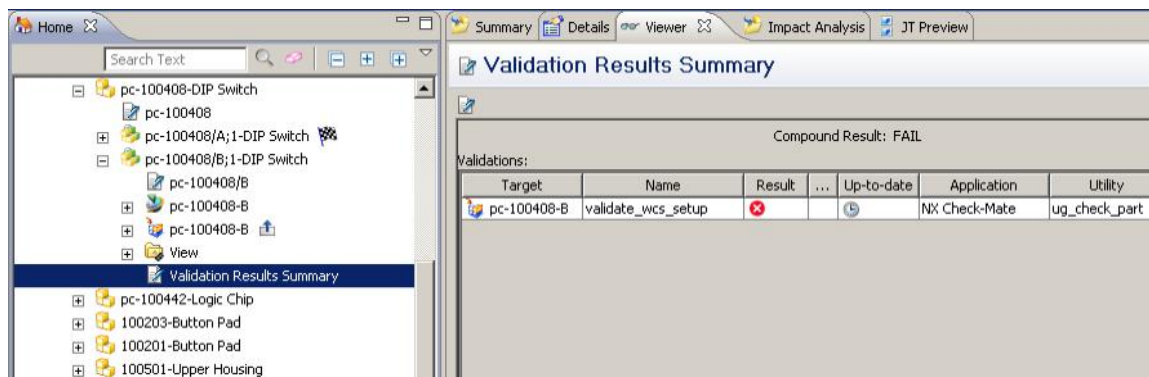 Home
Search Text
pc-100408-DIP Switch
pc-100408
pc-100408/A;1-DIP Switch
pc-100408/B;1-DIP Switch
pc-100408/B
pc-100408-B
pc-100408-B
View
Validation Results Summary
pc-100442-Logic Chip
100203-Button Pad
100201-Button Pad
100501-Upper Housing
Summary Details Viewer Impact Analysis JT Preview
Validation Results Summary
Compound Result: FAIL
Validations:
Target Name Result ... Up-to-date Application Utility
pc-100408-B validate_wcs_setup NX Check-Mate ug_check_part